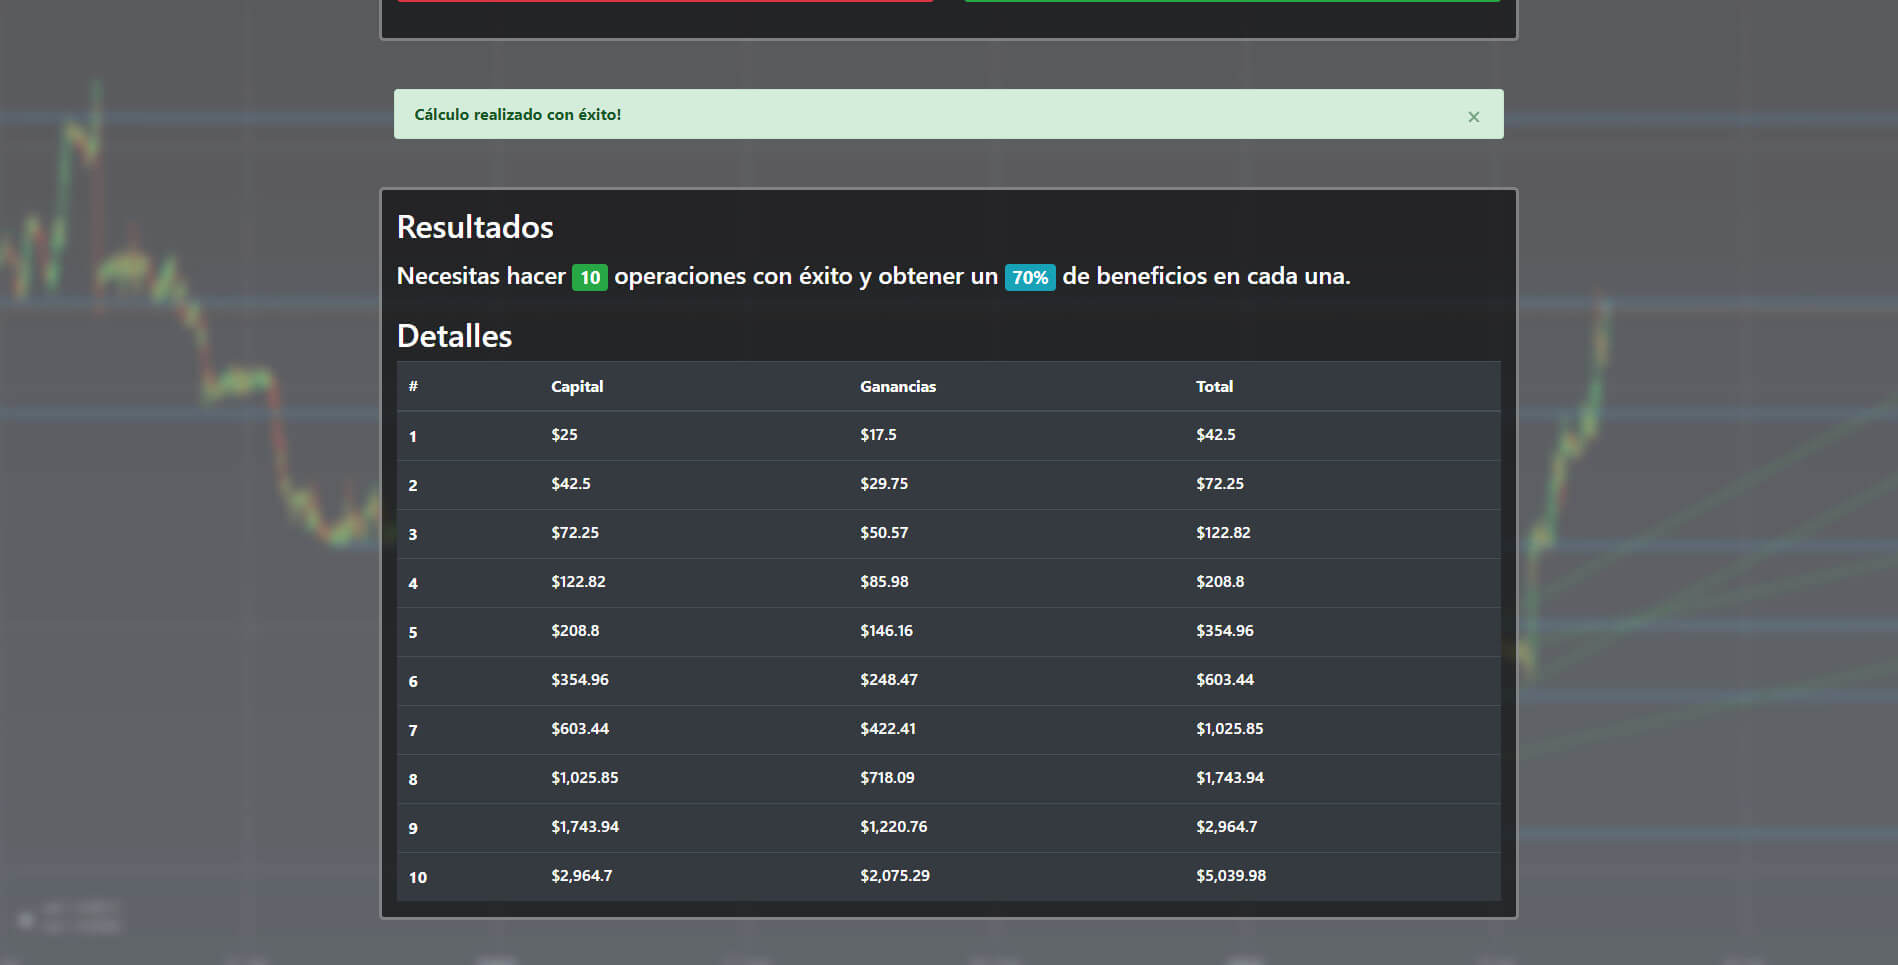 Cálculo realizado con éxito! ×
Resultados
Necesitas hacer 10 operaciones con éxito y obtener un 70% de beneficios en cada una.
Detalles
# Capital Ganancias Total
1 $25 $17.5 $42.5
2 $42.5 $29.75 $72.25
3 $72.25 $50.57 $122.82
4 $122.82 $85.98 $208.8
5 $208.8 $146.16 $354.96
6 $354.96 $248.47 $603.44
7 $603.44 $422.41 $1,025.85
8 $1,025.85 $718.09 $1,743.94
9 $1,743.94 $1,220.76 $2,964.7
10 $2,964.7 $2,075.29 $5,039.98